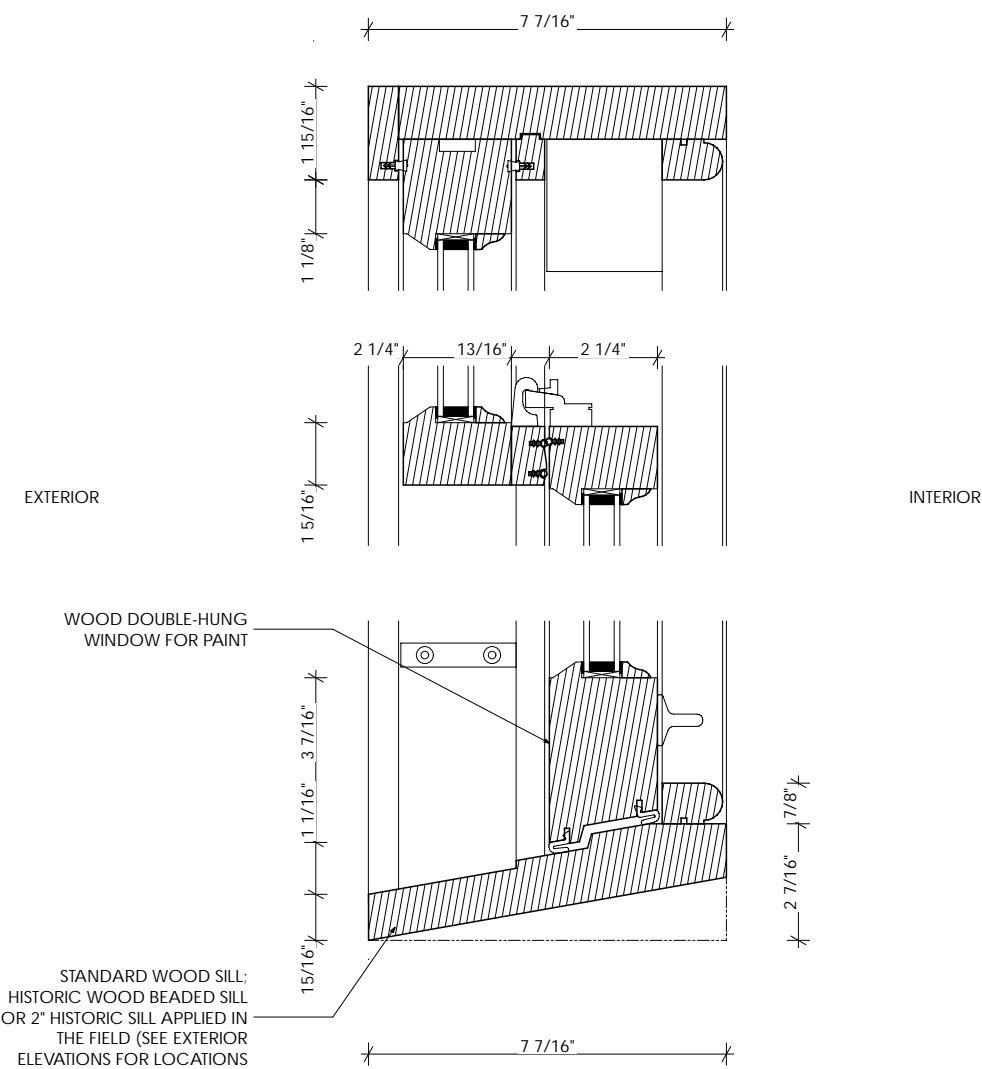 7 7/16"
1 15/16"
1 1/8"
2 1/4"
13/16"
2 1/4"
1 5/16"
EXTERIOR
INTERIOR
WOOD DOUBLE-HUNG
WINDOW FOR PAINT
3 7/16"
1 1/16"
15/16"
7/8"
2 7/16"
STANDARD WOOD SILL;
HISTORIC WOOD BEADED SILL
OR 2" HISTORIC SILL APPLIED IN
THE FIELD (SEE EXTERIOR
ELEVATIONS FOR LOCATIONS
7 7/16"